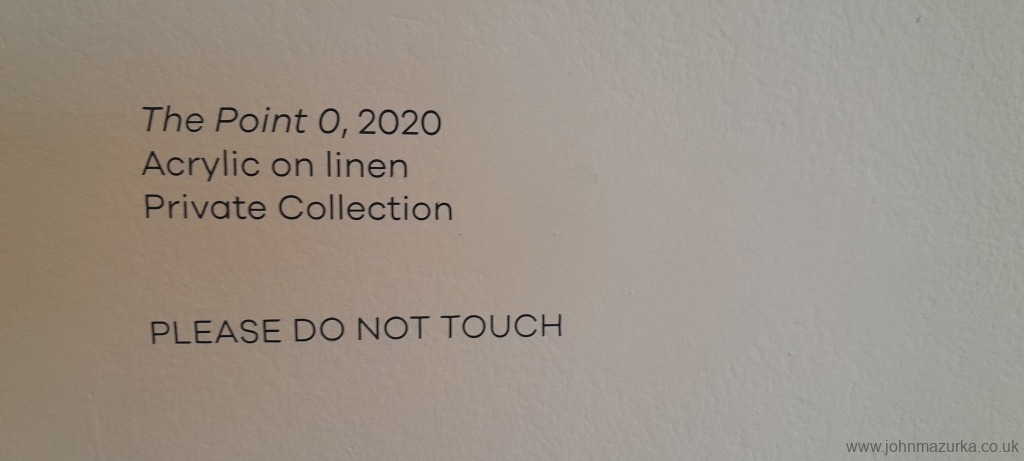 The Point 0, 2020
Acrylic on linen
Private Collection
PLEASE DO NOT TOUCH
www.johnmazurka.co.uk